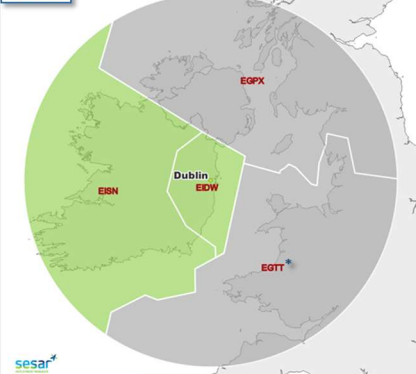 EGPX
Dublin
EISN
EIDW
EGTT *
sesar